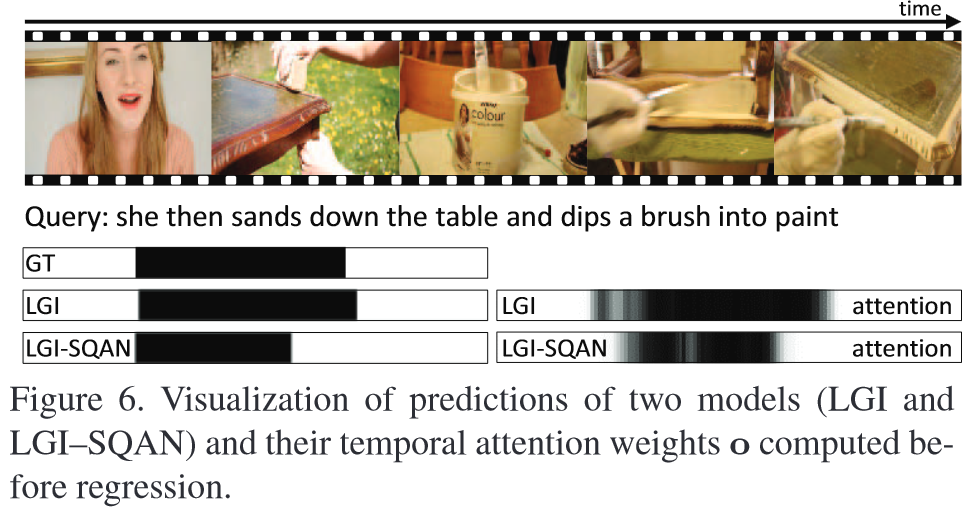 time
colour
Query: she then sands down the table and dips a brush into paint
GT
LGI
LGI attention
LGI-SQAN
LGI-SQAN attention
Figure 6. Visualization of predictions of two models (LGI and
LGI–SQAN) and their temporal attention weights o computed be-
fore regression.